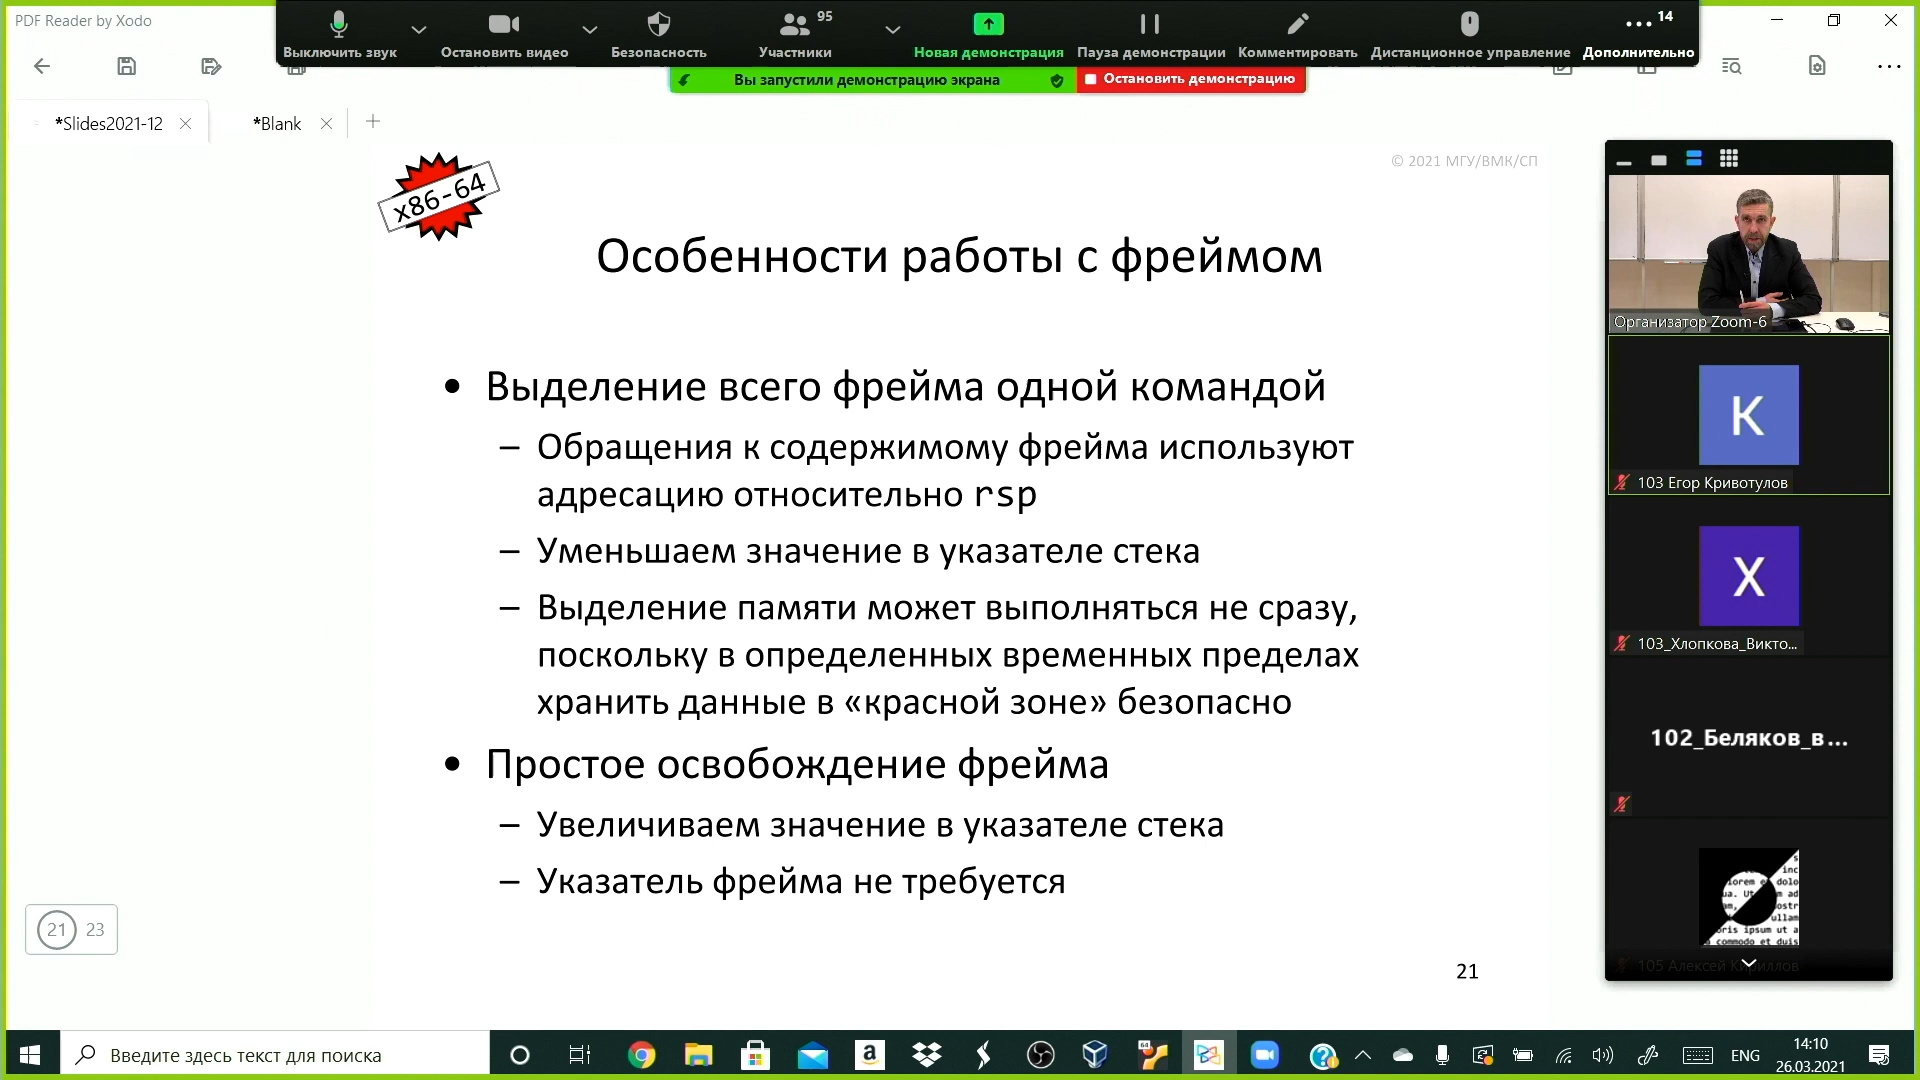 PDF Reader by Xodo
Выключить звук
Остановить видео
Безопасность
Участники
95
Новая демонстрация
Пауза демонстрации
Комментировать
Дистанционное управление
Дополнительно
14
Вы запустили демонстрацию экрана
Остановить демонстрацию
*Slides2021-12
*Blank
x86-64
© 2021 МГУ/ВМК/СП
Особенности работы с фреймом
• Выделение всего фрейма одной командой
– Обращения к содержимому фрейма используют
адресацию относительно rsp
– Уменьшаем значение в указателе стека
– Выделение памяти может выполняться не сразу,
поскольку в определенных временных пределах
хранить данные в «красной зоне» безопасно
• Простое освобождение фрейма
– Увеличиваем значение в указателе стека
– Указатель фрейма не требуется
21
21 23
Организатор Zoom-6
К
103 Егор Кривотулов
Х
103_Хлопкова_Викто...
102_Беляков_в...
105 Алексей Кириллов
Введите здесь текст для поиска
ENG
14:10
26.03.2021